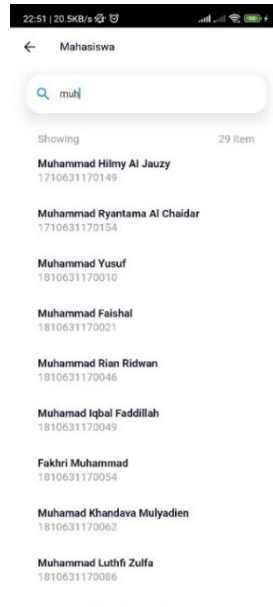 22:51 | 20.5KB/s
Mahasiswa
muh
Showing 29 item
Muhammad Hilmy Al Jauzy
1710631170149
Muhammad Ryantama Al Chaidar
1710631170154
Muhammad Yusuf
1810631170010
Muhammad Faishal
1810631170021
Muhammad Rian Ridwan
1810631170046
Muhamad Iqbal Faddillah
1810631170049
Fakhri Muhammad
1810631170054
Muhamad Khandava Mulyadien
1810631170062
Muhammad Luthfi Zulfa
1810631170086